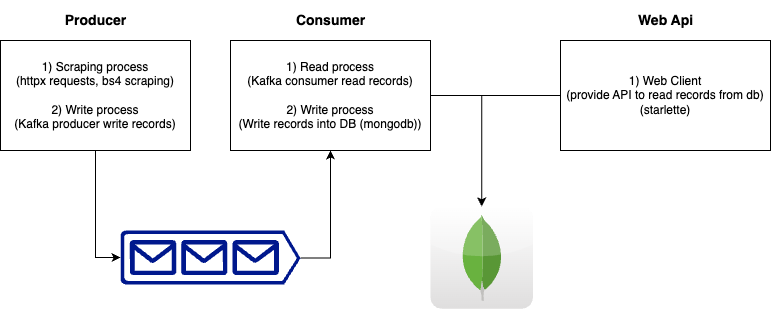 Producer
1) Scraping process
(httpx requests, bs4 scraping)
2) Write process
(Kafka producer write records)
Consumer
1) Read process
(Kafka consumer read records)
2) Write process
(Write records into DB (mongodb))
Web Api
1) Web Client
(provide API to read records from db)
(starlette)